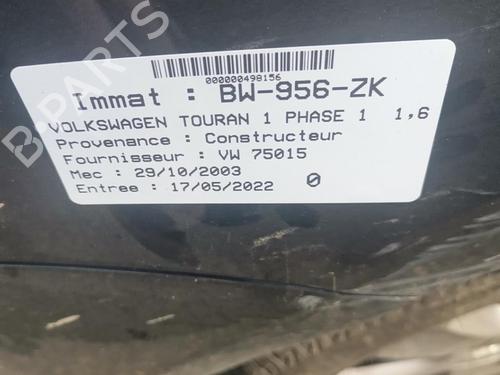 000000498156
Immat : BW-956-ZK
VOLKSWAGEN TOURAN 1 PHASE 1 1,6
Provenance : Constructeur
Fournisseur : VW 75015
Mec : 29/10/2003
Entree : 17/05/2022 0
B-PARTS